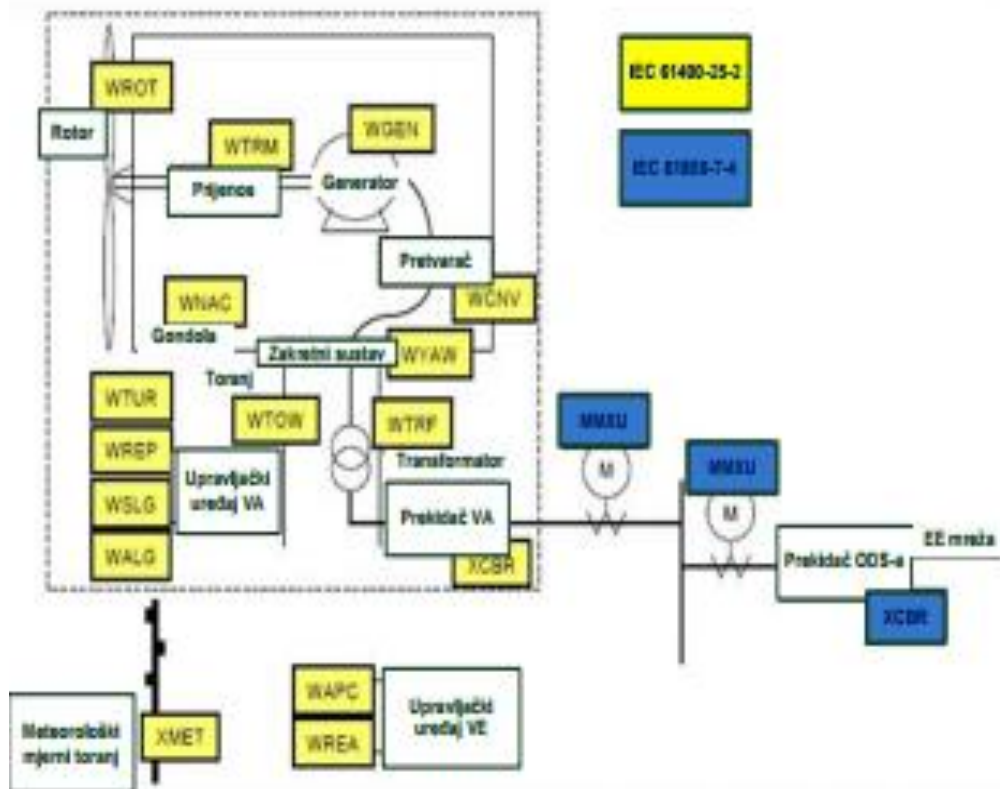 WROT
Rotor
WTRM
Prijenos
WGEN
Generator
IEC 61400-25-2
IEC 61850-7-4
Pretvarač
WCNV
WNAC
Gondola
Zakretni sustav
WYAW
Toranj
WTUR
WREP
WSLG
WALG
WTOW
Upravljački
uređaj VA
WTRF
Transformator
Prekidač VA
XCBR
MMXU
M
MMXU
M
Prekidač ODS-a
EE mreža
XCBR
Meteorološki
mjerni toranj
XMET
WAPC
WREA
Upravljački
uređaj VE